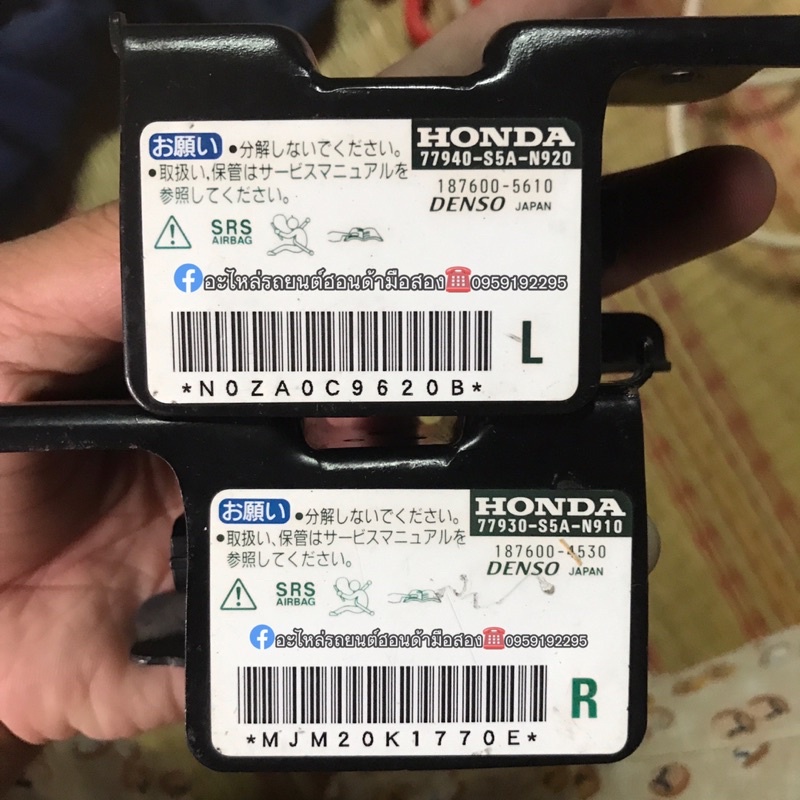 お願い •分解しないでください。
HONDA
77940-S5A-N920
•取扱い、保管はサービスマニュアルを
参照してください。
187600-5610
DENSO JAPAN
SRS
AIRBAG
อะไหล่รถยนต์ฮอนด้ามือสอง☎0959192295
L
*N0ZA0C9620B*
お願い •分解しないでください。
HONDA
77930-S5A-N910
•取扱い、保管はサービスマニュアルを
参照してください。
187600-4530
DENSO JAPAN
SRS
AIRBAG
อะไหล่รถยนต์ฮอนด้ามือสอง☎0959192295
R
*MJM20K1770E*